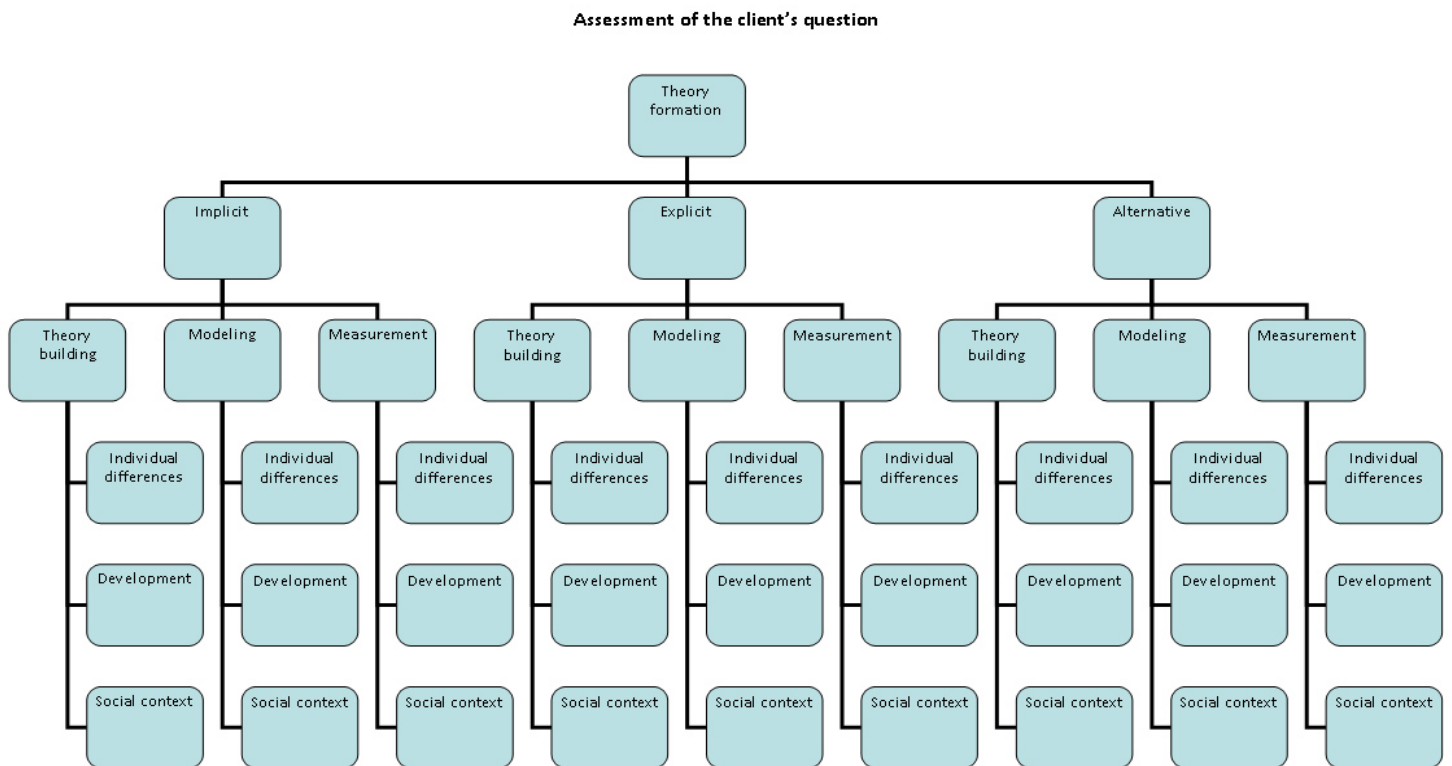 Assessment of the client's question
Theory
formation
Implicit
Explicit
Alternative
Theory
building
Modeling
Measurement
Theory
building
Modeling
Measurement
Theory
building
Modeling
Measurement
Individual
differences
Individual
differences
Individual
differences
Individual
differences
Individual
differences
Individual
differences
Individual
differences
Individual
differences
Individual
differences
Development
Development
Development
Development
Development
Development
Development
Development
Development
Social context
Social context
Social context
Social context
Social context
Social context
Social context
Social context
Social context